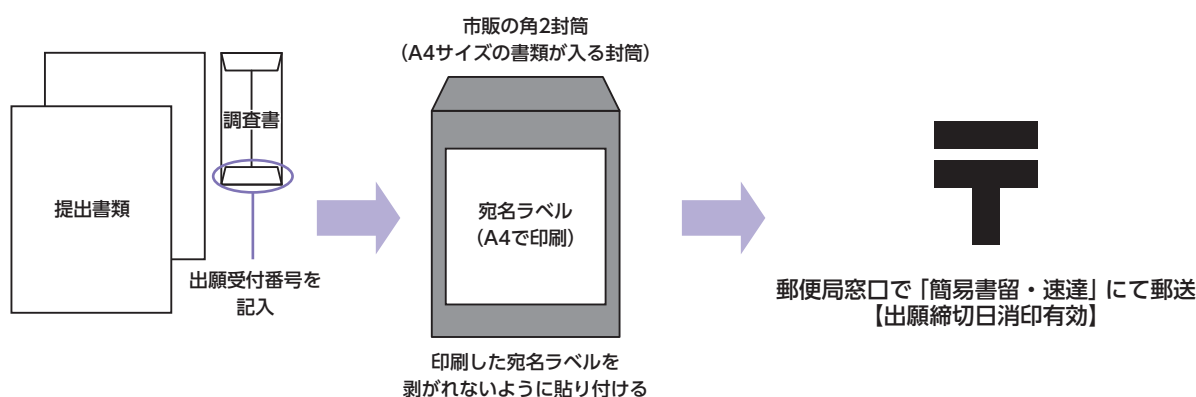 市販の角2封筒
（A4サイズの書類が入る封筒）
調査書
提出書類
出願受付番号を
記入
宛名ラベル
（A4で印刷）
印刷した宛名ラベルを
剥がれないように貼り付ける
〒
郵便局窓口で「簡易書留・速達」にて郵送
【出願締切日消印有効】